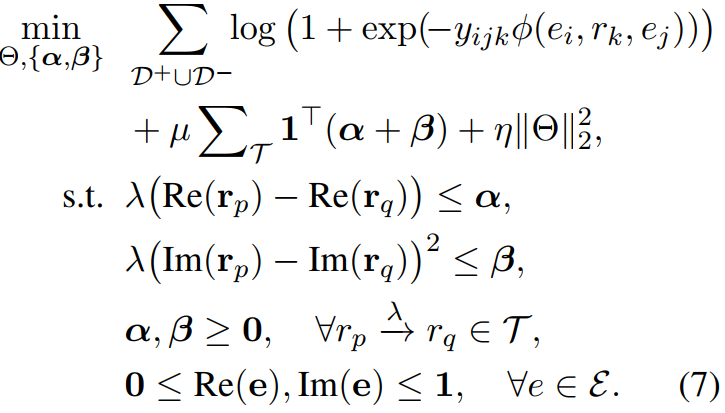 min_{Θ,{α,β}} ∑_{𝒟⁺∪𝒟⁻} log (1 + exp(−y_{ijk}ϕ(e_i, r_k, e_j)))
+ μ ∑_𝒯 1^⊤(α + β) + η‖Θ‖₂²,
s.t. λ(Re(r_p) − Re(r_q)) ≤ α,
λ(Im(r_p) − Im(r_q))² ≤ β,
α, β ≥ 0, ∀r_p →^λ r_q ∈ 𝒯,
0 ≤ Re(e), Im(e) ≤ 1, ∀e ∈ ℰ. (7)